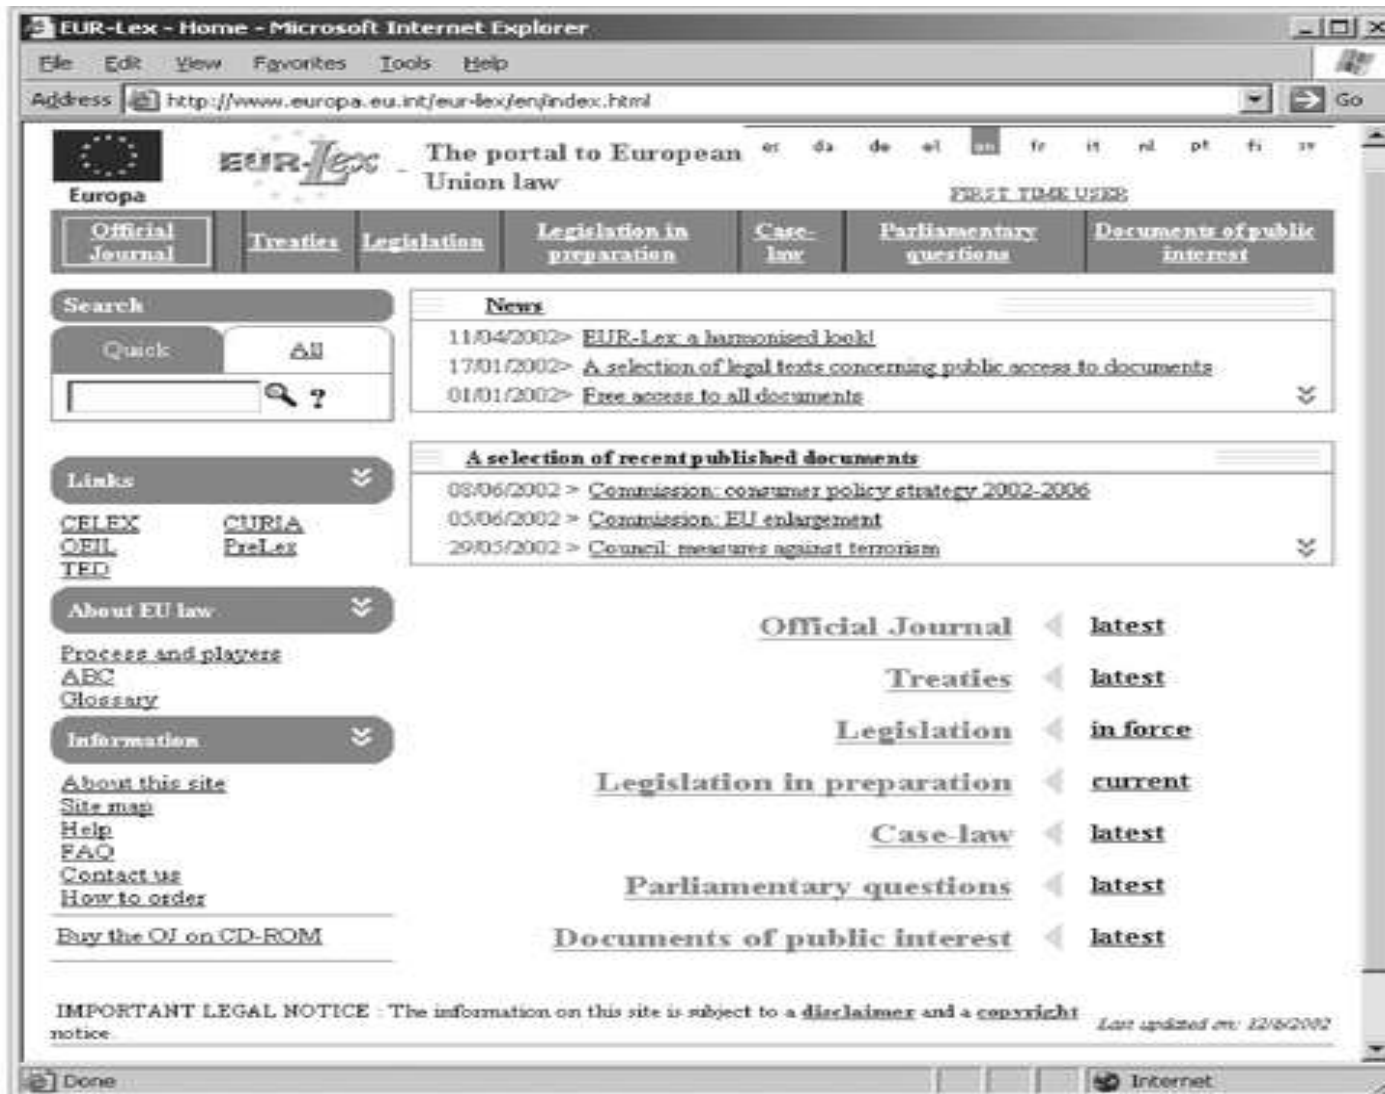 EUR-Lex - Home - Microsoft Internet Explorer
File Edit View Favorites Tools Help
Address http://www.europa.eu.int/eur-lex/en/index.html Go
Europa
EUR-Lex - The portal to European Union law
es da de el en fr it nl pt fi sv
FIRST TIME USER
Official Journal Treaties Legislation Legislation in preparation Case-law Parliamentary questions Documents of public interest
Search
Quick All
?
News
11/04/2002> EUR-Lex: a harmonised look!
17/01/2002> A selection of legal texts concerning public access to documents
01/01/2002> Free access to all documents
A selection of recent published documents
08/06/2002 > Commission: consumer policy strategy 2002-2006
05/06/2002 > Commission: EU enlargement
29/05/2002 > Council: measures against terrorism
Links
CELEX CURIA
OEIL PreLex
TED
About EU law
Process and players
ABC
Glossary
Information
About this site
Site map
Help
FAQ
Contact us
How to order
Buy the OJ on CD-ROM
Official Journal latest
Treaties latest
Legislation in force
Legislation in preparation current
Case-law latest
Parliamentary questions latest
Documents of public interest latest
IMPORTANT LEGAL NOTICE : The information on this site is subject to a disclaimer and a copyright
notice.
Last updated on: 12/6/2002
Done Internet